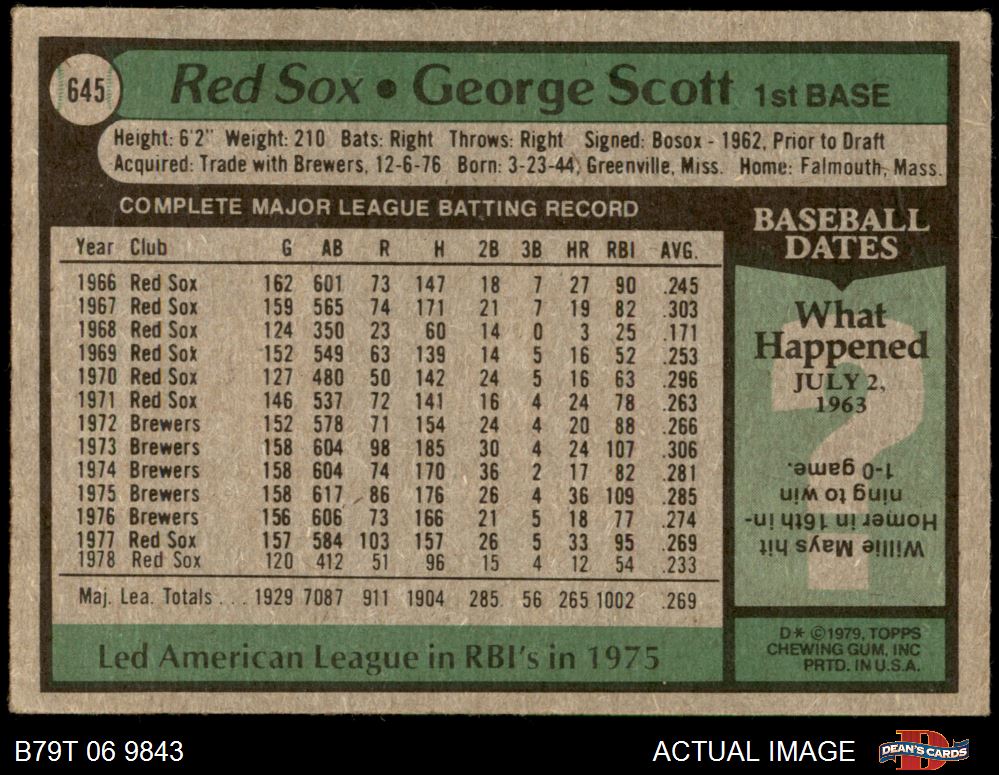 645
Red Sox • George Scott 1st BASE
Height: 6'2" Weight: 210 Bats: Right Throws: Right Signed: Bosox - 1962, Prior to Draft
Acquired: Trade with Brewers, 12-6-76 Born: 3-23-44, Greenville, Miss. Home: Falmouth, Mass.
COMPLETE MAJOR LEAGUE BATTING RECORD
Year Club G AB R H 2B 3B HR RBI AVG.
1966 Red Sox 162 601 73 147 18 7 27 90 .245
1967 Red Sox 159 565 74 171 21 7 19 82 .303
1968 Red Sox 124 350 23 60 14 0 3 25 .171
1969 Red Sox 152 549 63 139 14 5 16 52 .253
1970 Red Sox 127 480 50 142 24 5 16 63 .296
1971 Red Sox 146 537 72 141 16 4 24 78 .263
1972 Brewers 152 578 71 154 24 4 20 88 .266
1973 Brewers 158 604 98 185 30 4 24 107 .306
1974 Brewers 158 604 74 170 36 2 17 82 .281
1975 Brewers 158 617 86 176 26 4 36 109 .285
1976 Brewers 156 606 73 166 21 5 18 77 .274
1977 Red Sox 157 584 103 157 26 5 33 95 .269
1978 Red Sox 120 412 51 96 15 4 12 54 .233
Maj. Lea. Totals . . . 1929 7087 911 1904 285 56 265 1002 .269
Led American League in RBI's in 1975
BASEBALL
DATES
What
Happened
JULY 2,
1963
Willie Mays hit
Homer in 16th in-
ning to win
1-0 game.
D* ©1979, TOPPS
CHEWING GUM, INC
PRTD. IN U.S.A.
B79T 06 9843
ACTUAL IMAGE
D
DEAN'S CARDS